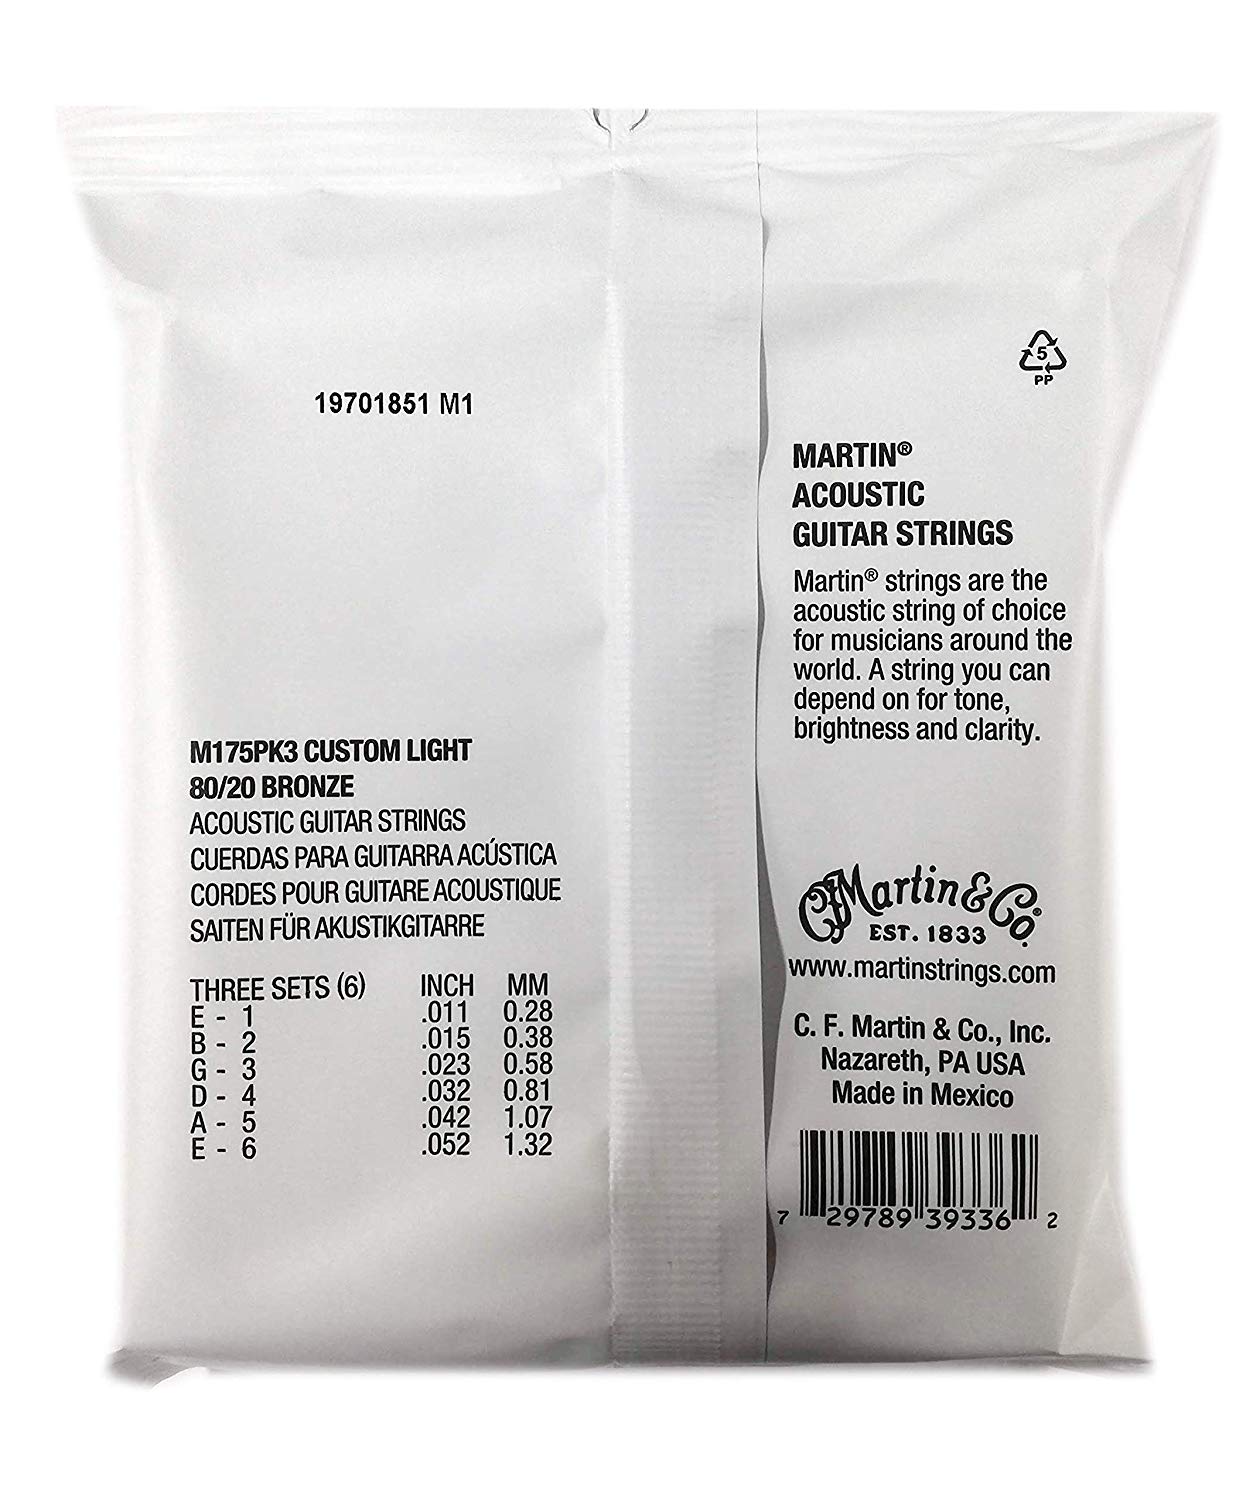 19701851 M1
5
PP
MARTIN®
ACOUSTIC
GUITAR STRINGS
Martin® strings are the
acoustic string of choice
for musicians around the
world. A string you can
depend on for tone,
brightness and clarity.
M175PK3 CUSTOM LIGHT
80/20 BRONZE
ACOUSTIC GUITAR STRINGS
CUERDAS PARA GUITARRA ACÚSTICA
CORDES POUR GUITARE ACOUSTIQUE
SAITEN FÜR AKUSTIKGITARRE
THREE SETS (6) INCH MM
E - 1 .011 0.28
B - 2 .015 0.38
G - 3 .023 0.58
D - 4 .032 0.81
A - 5 .042 1.07
E - 6 .052 1.32
CF Martin & Co.®
EST. 1833
www.martinstrings.com
C. F. Martin & Co., Inc.
Nazareth, PA USA
Made in Mexico
7 29789 39336 2